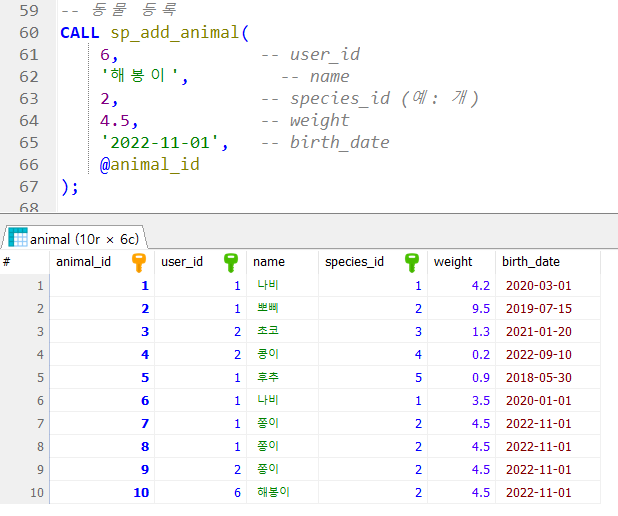 59 -- 동물 등록
60 CALL sp_add_animal(
61 6, -- user_id
62 '해봉이', -- name
63 2, -- species_id (예: 개)
64 4.5, -- weight
65 '2022-11-01', -- birth_date
66 @animal_id
67 );
68
animal (10r × 6c)
# animal_id user_id name species_id weight birth_date
1 1 1 나비 1 4.2 2020-03-01
2 2 1 뽀삐 2 9.5 2019-07-15
3 3 2 초코 3 1.3 2021-01-20
4 4 2 콩이 4 0.2 2022-09-10
5 5 1 후추 5 0.9 2018-05-30
6 6 1 나비 1 3.5 2020-01-01
7 7 1 쫑이 2 4.5 2022-11-01
8 8 1 쫑이 2 4.5 2022-11-01
9 9 2 쫑이 2 4.5 2022-11-01
10 10 6 해봉이 2 4.5 2022-11-01